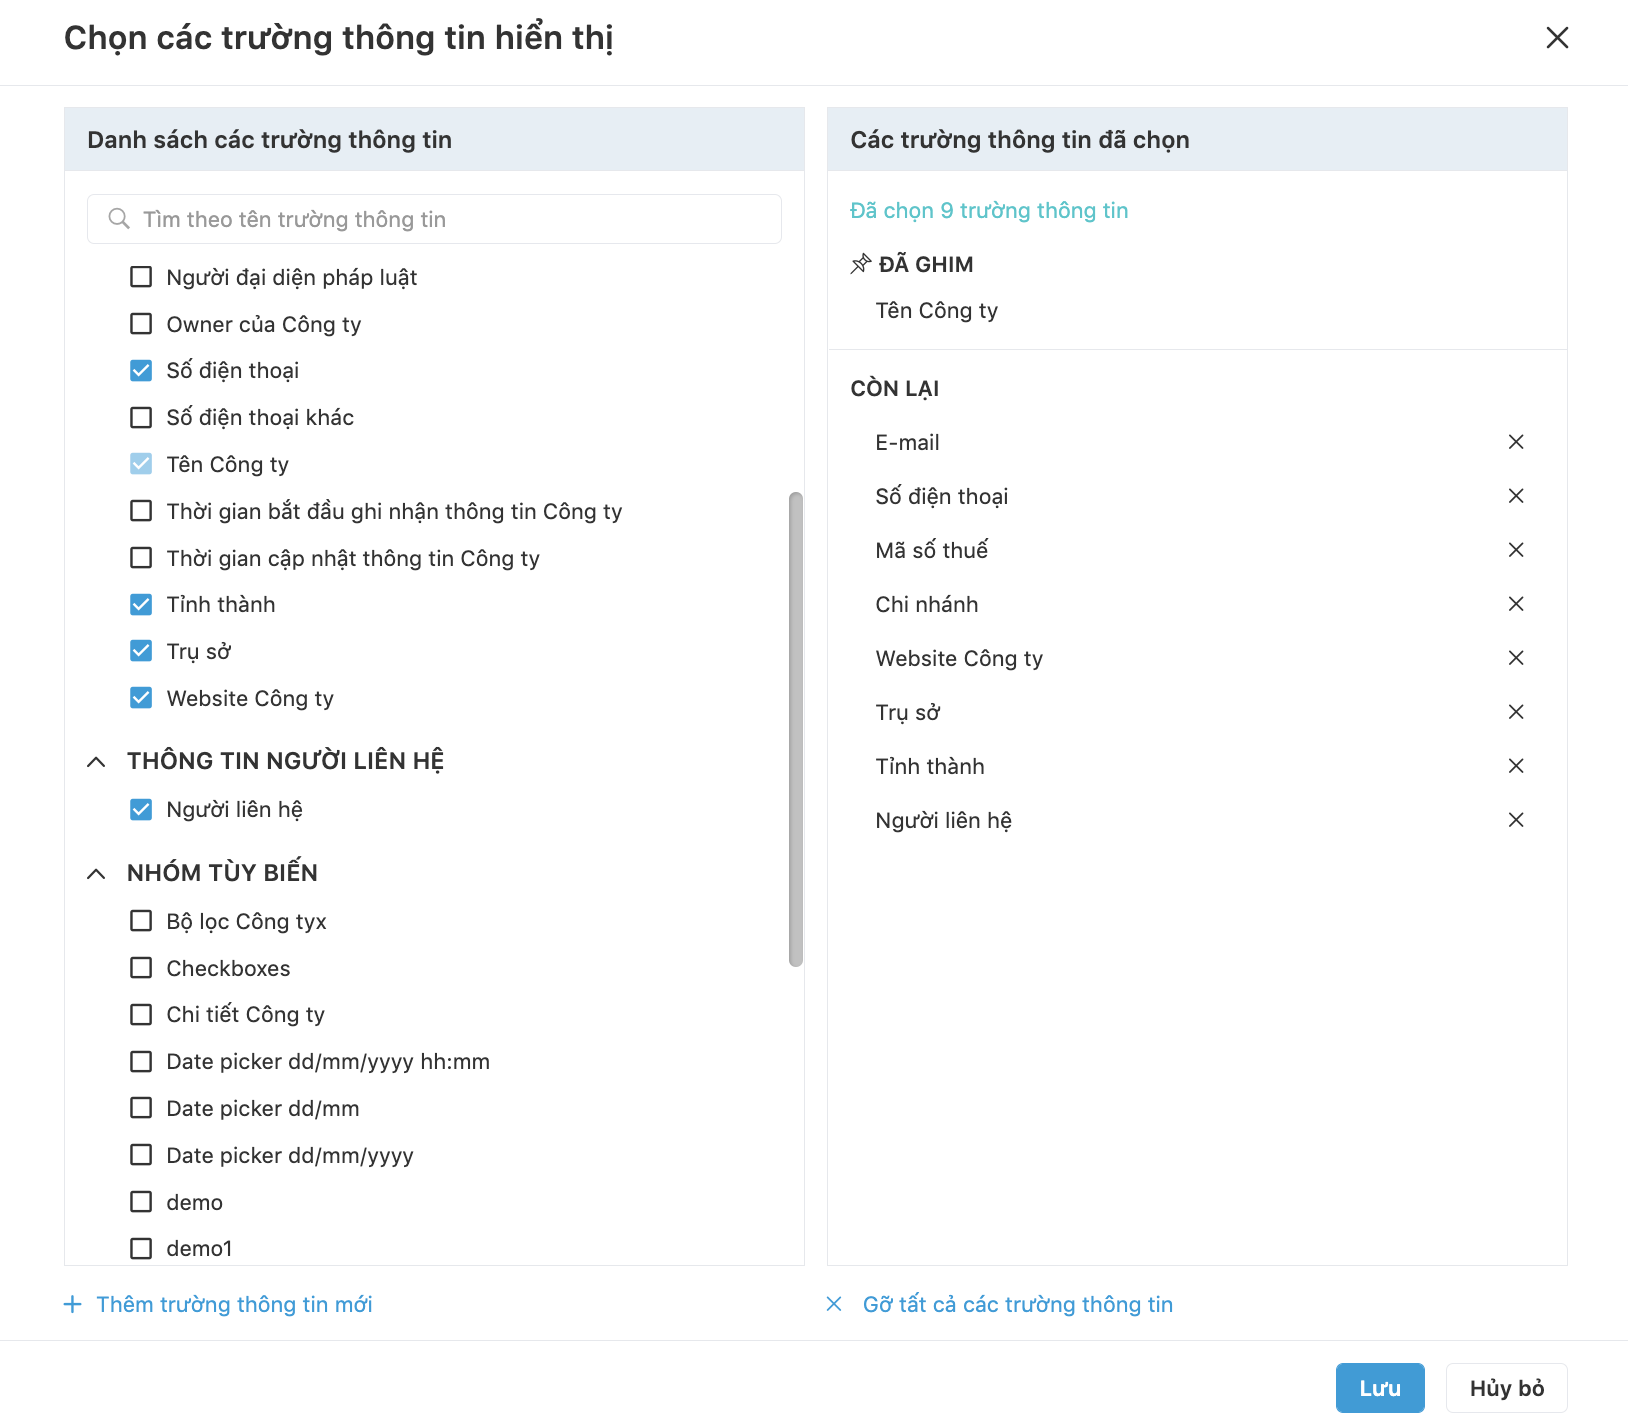 Chọn các trường thông tin hiển thị
Danh sách các trường thông tin
Tìm theo tên trường thông tin
Người đại diện pháp luật
Owner của Công ty
Số điện thoại
Số điện thoại khác
Tên Công ty
Thời gian bắt đầu ghi nhận thông tin Công ty
Thời gian cập nhật thông tin Công ty
Tỉnh thành
Trụ sở
Website Công ty
THÔNG TIN NGƯỜI LIÊN HỆ
Người liên hệ
NHÓM TÙY BIẾN
Bộ lọc Công tyx
Checkboxes
Chi tiết Công ty
Date picker dd/mm/yyyy hh:mm
Date picker dd/mm
Date picker dd/mm/yyyy
demo
demo1
Thêm trường thông tin mới
Các trường thông tin đã chọn
Đã chọn 9 trường thông tin
ĐÃ GHIM
Tên Công ty
CÒN LẠI
E-mail
Số điện thoại
Mã số thuế
Chi nhánh
Website Công ty
Trụ sở
Tỉnh thành
Người liên hệ
Gỡ tất cả các trường thông tin
Lưu
Hủy bỏ